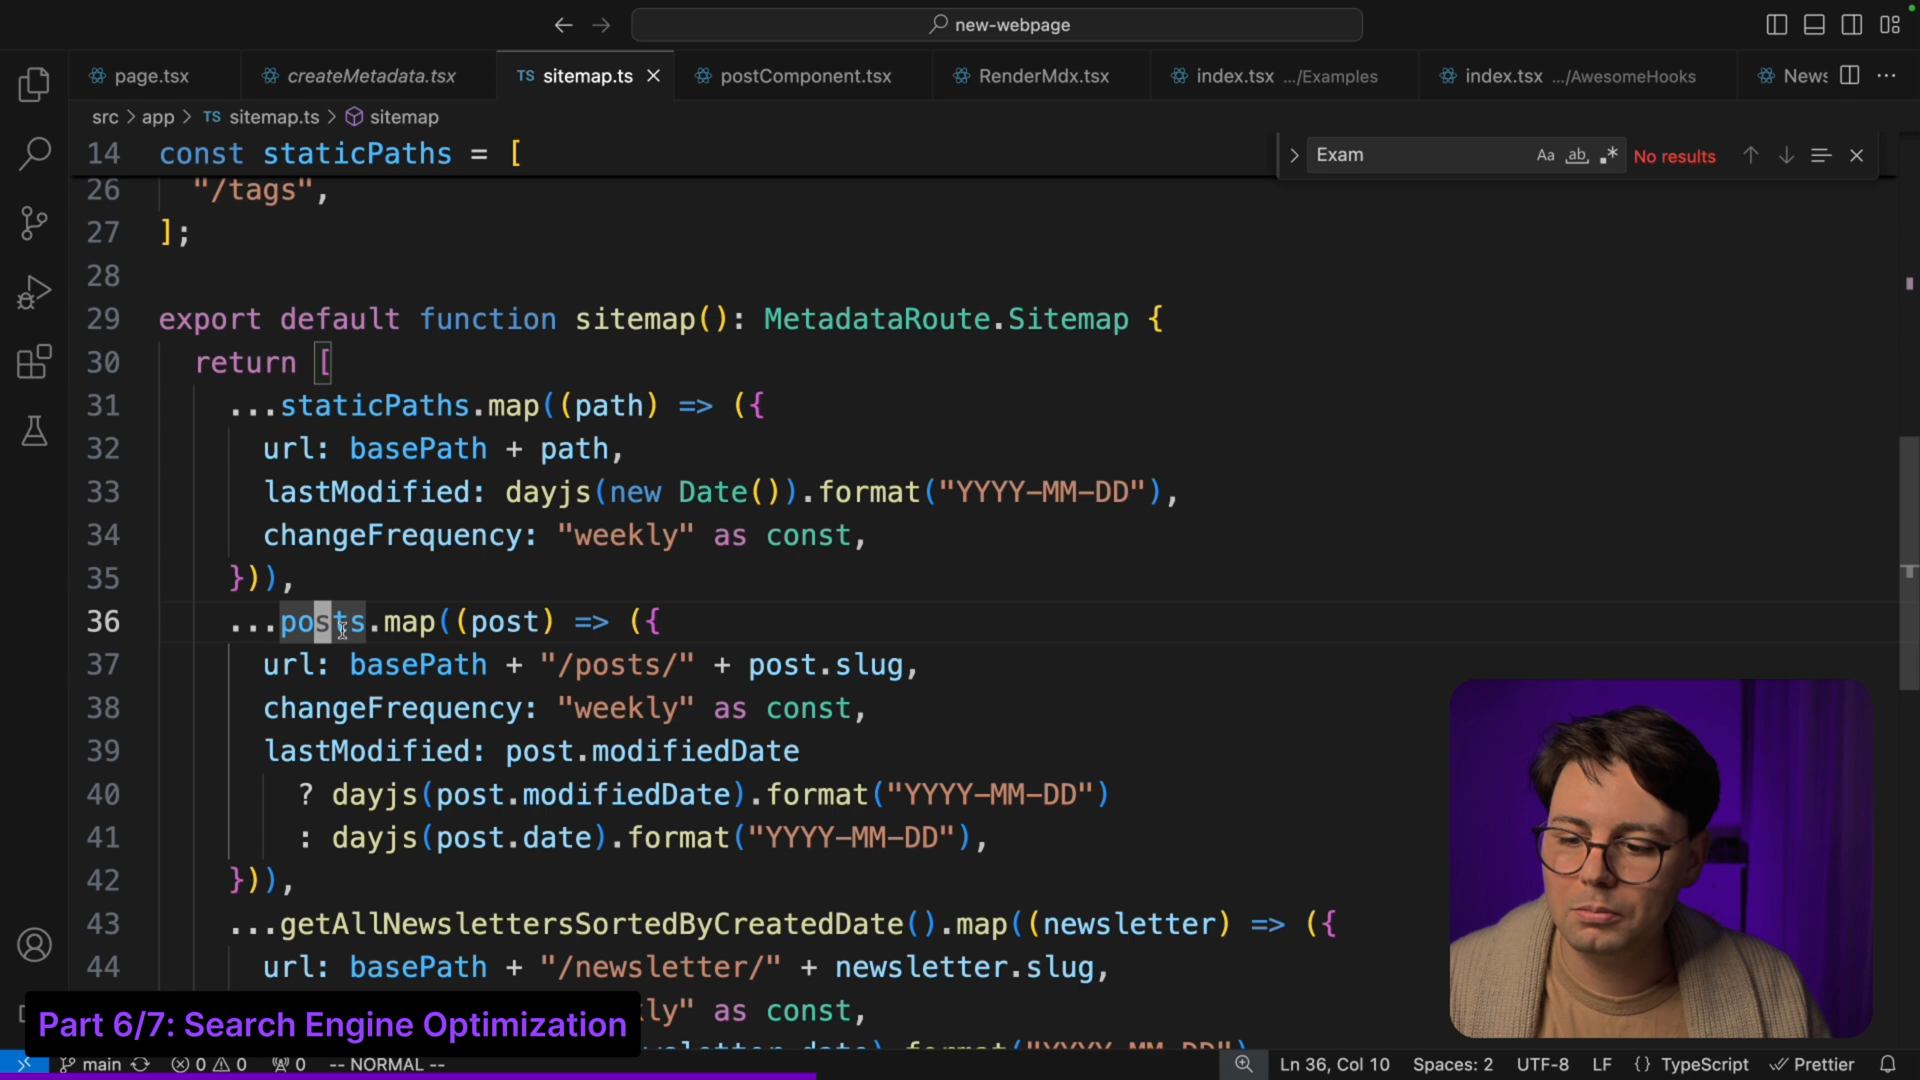 new-webpage
page.tsx createMetadata.tsx TS sitemap.ts postComponent.tsx RenderMdx.tsx index.tsx .../Examples index.tsx .../AwesomeHooks News
src > app > TS sitemap.ts > sitemap
Exam Aa ab .* No results
14 const staticPaths = [
26 "/tags",
27 ];
28
29 export default function sitemap(): MetadataRoute.Sitemap {
30 return [
31 ...staticPaths.map((path) => ({
32 url: basePath + path,
33 lastModified: dayjs(new Date()).format("YYYY-MM-DD"),
34 changeFrequency: "weekly" as const,
35 })),
36 ...posts.map((post) => ({
37 url: basePath + "/posts/" + post.slug,
38 changeFrequency: "weekly" as const,
39 lastModified: post.modifiedDate
40 ? dayjs(post.modifiedDate).format("YYYY-MM-DD")
41 : dayjs(post.date).format("YYYY-MM-DD"),
42 })),
43 ...getAllNewslettersSortedByCreatedDate().map((newsletter) => ({
44 url: basePath + "/newsletter/" + newsletter.slug,
ly" as const,
Part 6/7: Search Engine Optimization
main 0 0 0 -- NORMAL -- Ln 36, Col 10 Spaces: 2 UTF-8 LF {} TypeScript Prettier